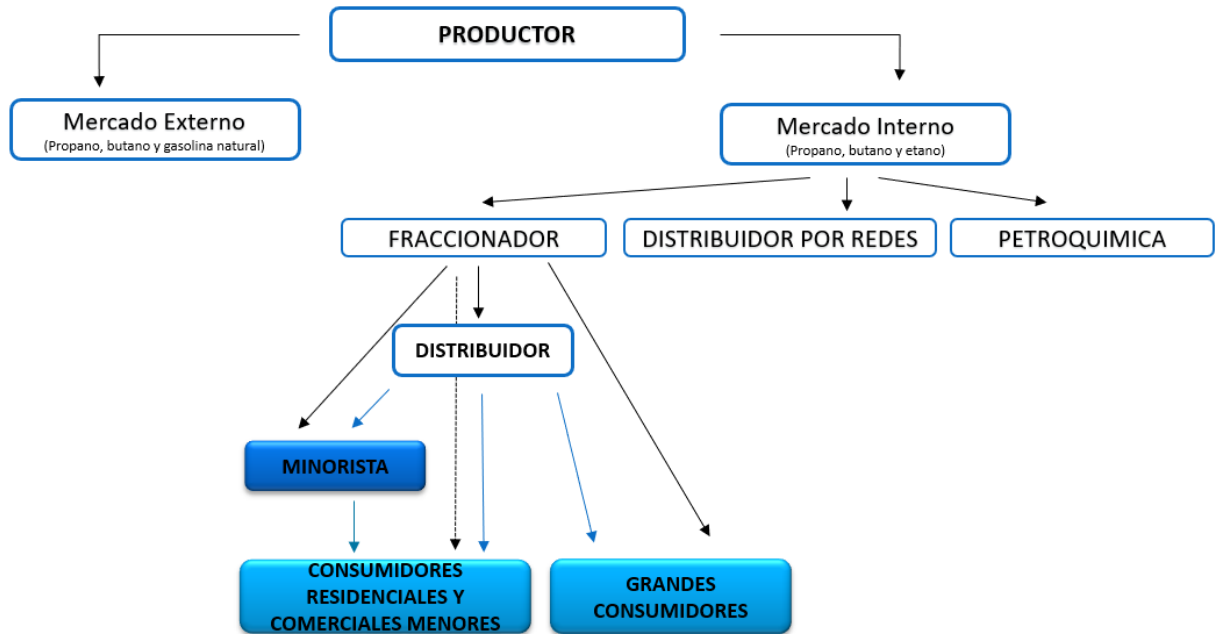 PRODUCTOR
Mercado Externo
(Propano, butano y gasolina natural)
Mercado Interno
(Propano, butano y etano)
FRACCIONADOR
DISTRIBUIDOR POR REDES
PETROQUIMICA
DISTRIBUIDOR
MINORISTA
CONSUMIDORES
RESIDENCIALES Y
COMERCIALES MENORES
GRANDES
CONSUMIDORES